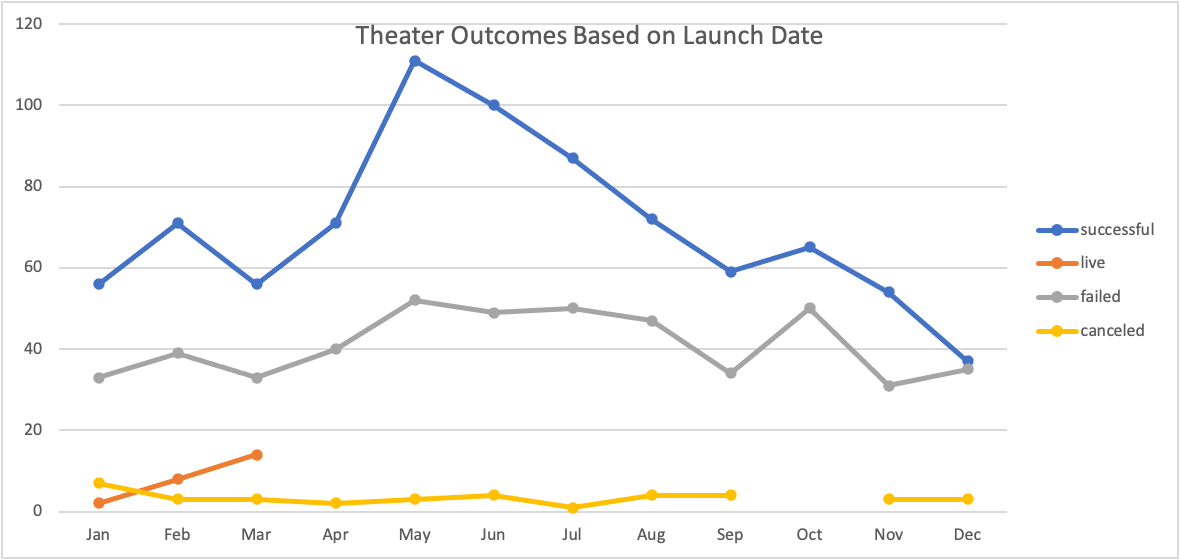 Theater Outcomes Based on Launch Date
120
100
80
60
40
20
0
Jan Feb Mar Apr May Jun Jul Aug Sep Oct Nov Dec
successful
live
failed
canceled